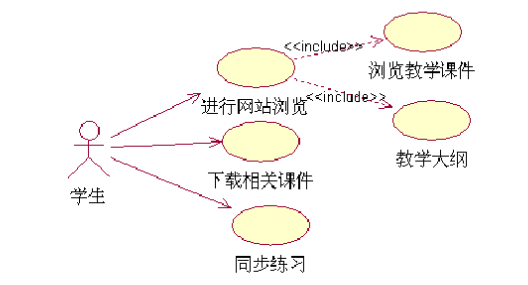 <<include>>
浏览教学课件
进行网站浏览
<<include>>
教学大纲
下载相关课件
学生
同步练习